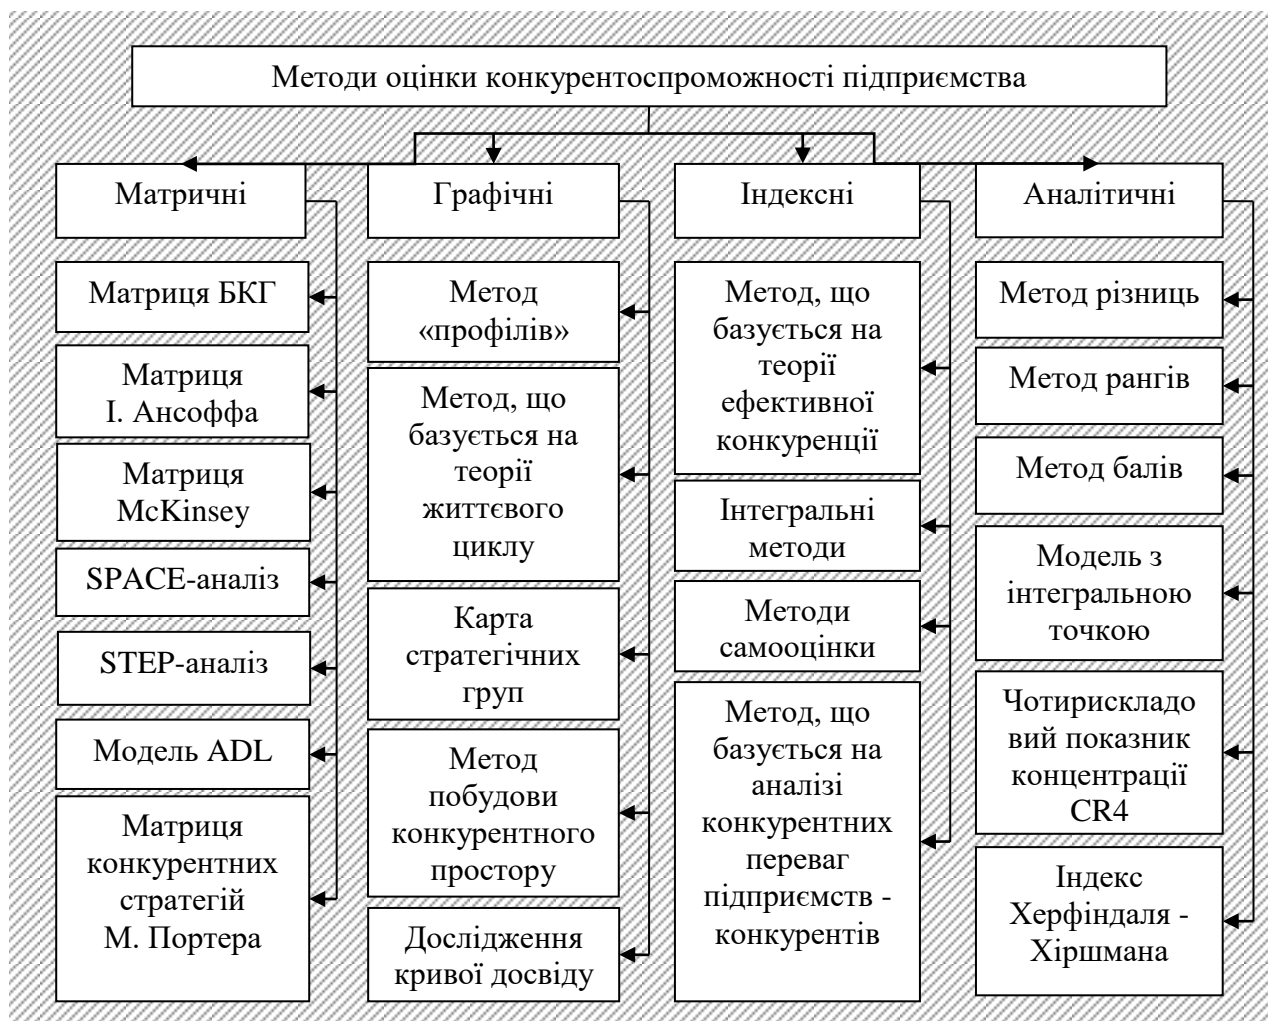 Методи оцінки конкурентоспроможності підприємства
Матричні
Графічні
Індексні
Аналітичні
Матриця БКГ
Матриця
І. Ансоффа
Матриця
McKinsey
SPACE-аналіз
STEP-аналіз
Модель ADL
Матриця
конкурентних
стратегій
М. Портера
Метод
«профілів»
Метод, що
базується на
теорії
життєвого
циклу
Карта
стратегічних
груп
Метод
побудови
конкурентного
простору
Дослідження
кривої досвіду
Метод, що
базується на
теорії
ефективної
конкуренції
Інтегральні
методи
Методи
самооцінки
Метод, що
базується на
аналізі
конкурентних
переваг
підприємств -
конкурентів
Метод різниць
Метод рангів
Метод балів
Модель з
інтегральною
точкою
Чотирискладо
вий показник
концентрації
CR4
Індекс
Херфіндаля -
Хіршмана